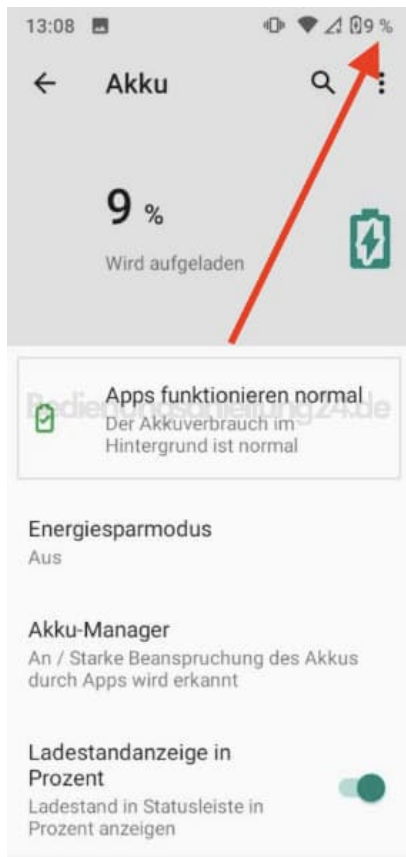 13:08 9 %
Akku
9 %
Wird aufgeladen
Apps funktionieren normal
Bedienungsanleitung24.de
Der Akkuverbrauch im
Hintergrund ist normal
Energiesparmodus
Aus
Akku-Manager
An / Starke Beanspruchung des Akkus
durch Apps wird erkannt
Ladestandanzeige in
Prozent
Ladestand in Statusleiste in
Prozent anzeigen